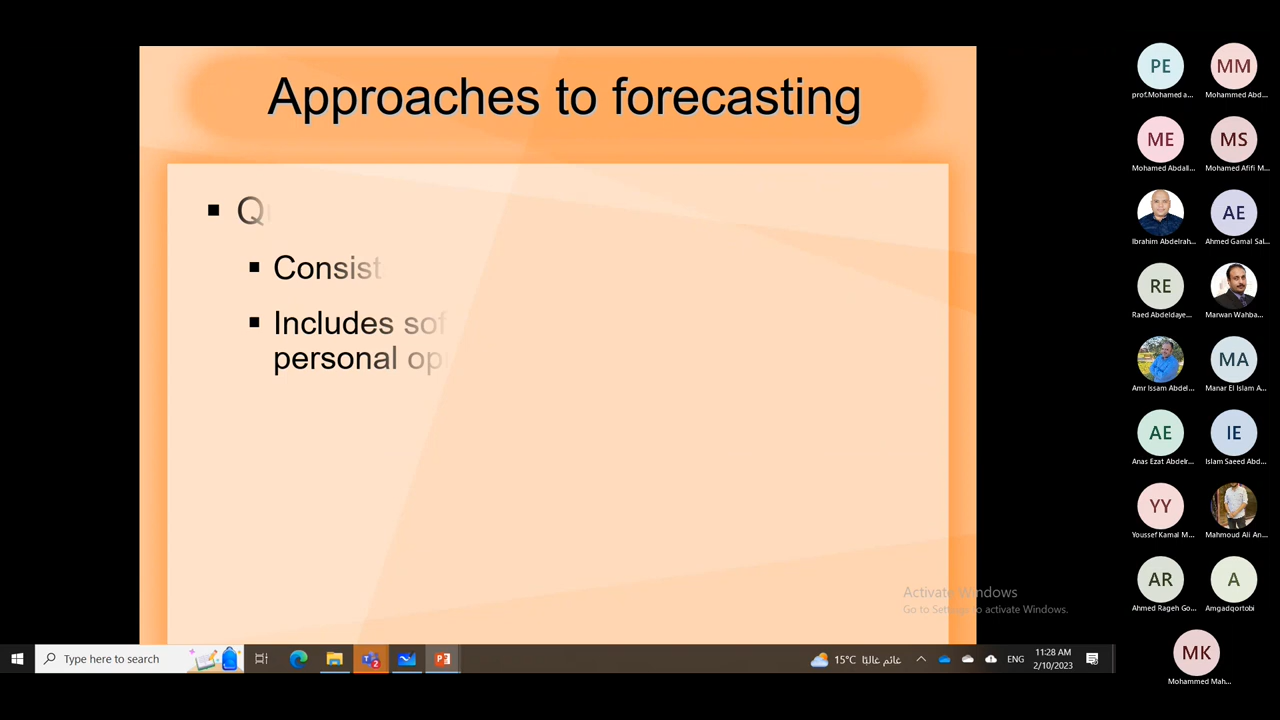 Approaches to forecasting
Consist
Includes sof
personal op
Activate Windows
Go to Settings to activate Windows.
Type here to search
15°C غائم غالبًا
ENG
11:28 AM
2/10/2023
2
PE
MM
prof.Mohamed a...
Mohammed Abd...
ME
MS
Mohamed Abdall...
Mohamed Afifi M...
AE
Ibrahim Abdelrah...
Ahmed Gamal Sal...
RE
Raed Abdeldaye...
Marwan Wahba...
MA
Amr Issam Abdel...
Manar El Islam A...
AE
IE
Anas Ezat Abdelr...
Islam Saeed Abd...
YY
Youssef Kamal M...
Mahmoud Ali An...
AR
A
Ahmed Rageh Go...
Amgadqortobi
MK
Mohammed Mah...